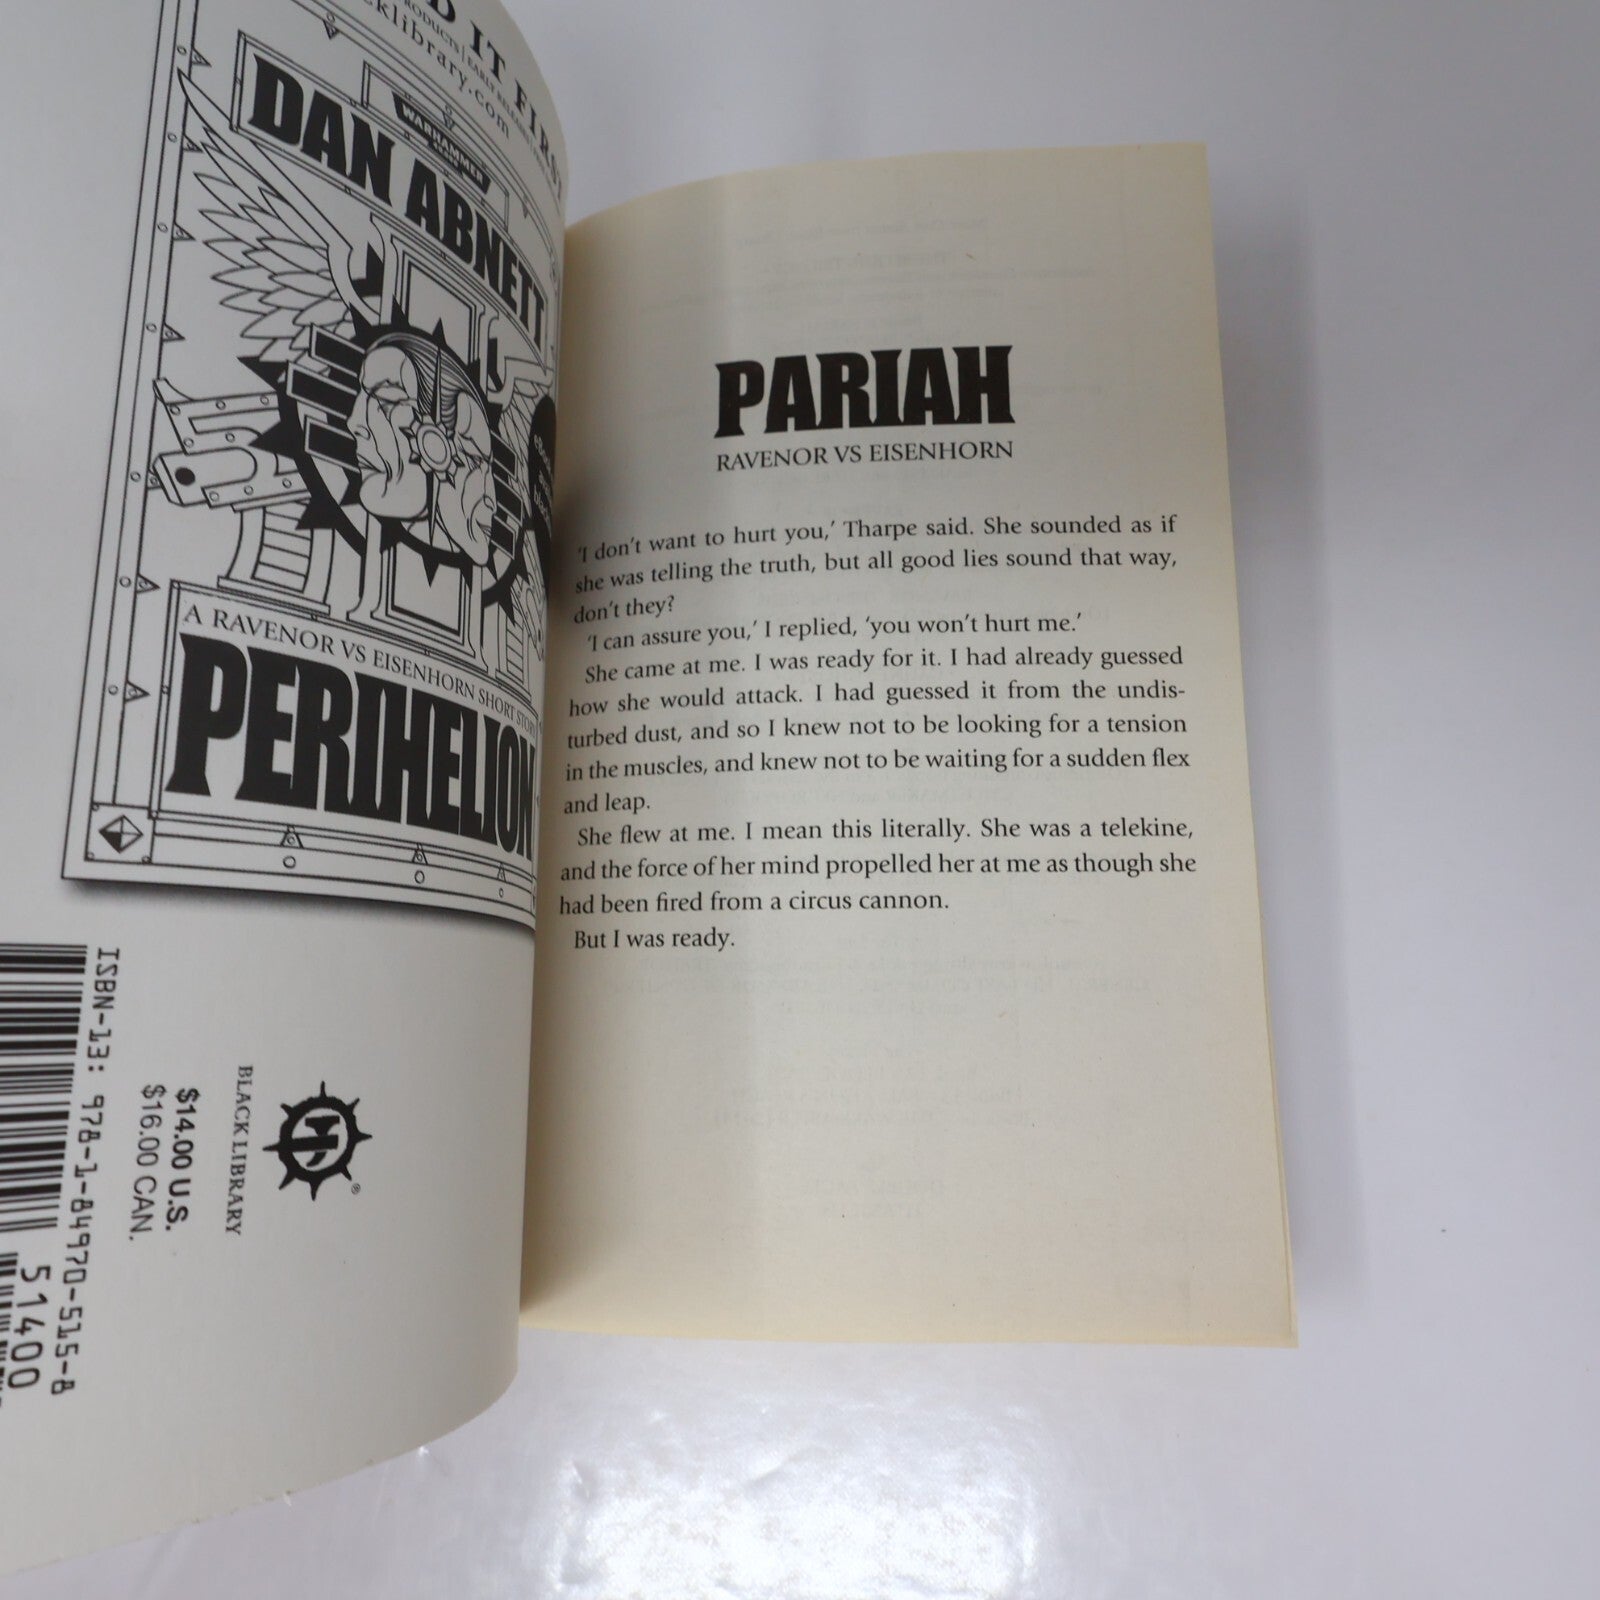 D IT FIRST
PRODUCTS | EARLY RELEASES |
cklibrary.com
WARHAMMER
DAN ABNETT
A RAVENOR VS EISENHORN SHORT STORY
PERIHELION
ISBN-13: 978-1-84970-515-8
51400
$14.00 U.S.
$16.00 CAN.
BLACK LIBRARY
®
PARIAH
RAVENOR VS EISENHORN
'I don't want to hurt you,' Tharpe said. She sounded as if
she was telling the truth, but all good lies sound that way,
don't they?
'I can assure you,' I replied, 'you won't hurt me.'
She came at me. I was ready for it. I had already guessed
how she would attack. I had guessed it from the undis-
turbed dust, and so I knew not to be looking for a tension
in the muscles, and knew not to be waiting for a sudden flex
and leap.
She flew at me. I mean this literally. She was a telekine,
and the force of her mind propelled her at me as though she
had been fired from a circus cannon.
But I was ready.